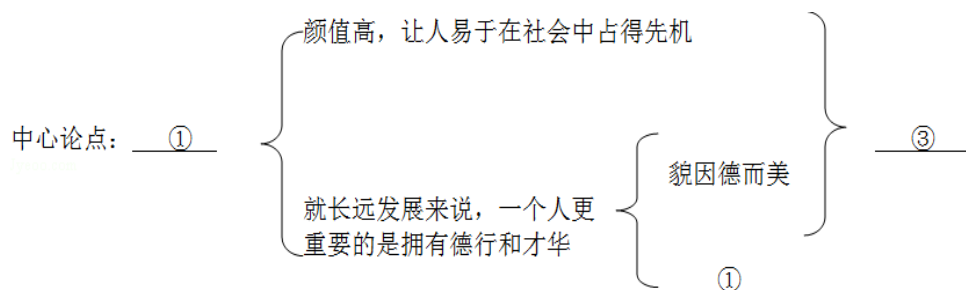 颜值高，让人易于在社会中占得先机
中心论点：①
③
貌因德而美
就长远发展来说，一个人更
重要的是拥有德行和才华
①